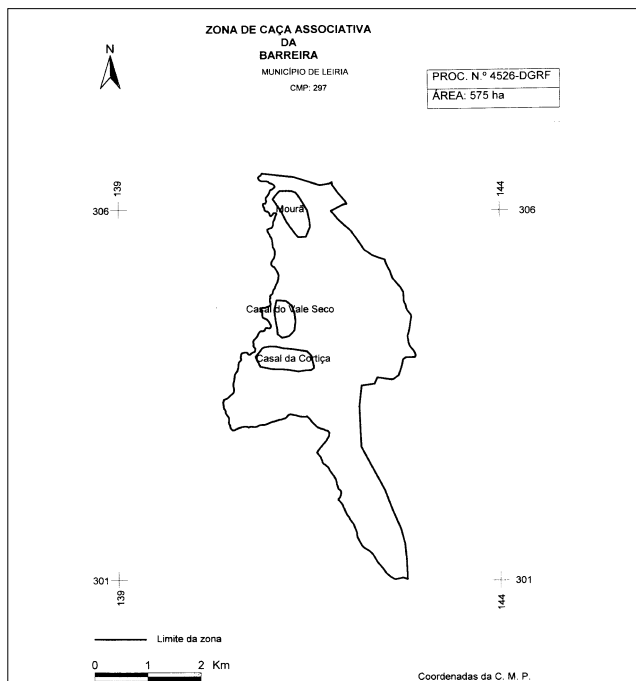 ZONA DE CAÇA ASSOCIATIVA
DA
BARREIRA
MUNICÍPIO DE LEIRIA
CMP: 297
N
PROC. N.º 4526-DGRF
ÁREA: 575 ha
139
144
306
306
Mourã
Casal do Vale Seco
Casal da Cortiça
301
301
139
144
Limite da zona
0 1 2 Km
Coordenadas da C. M. P.